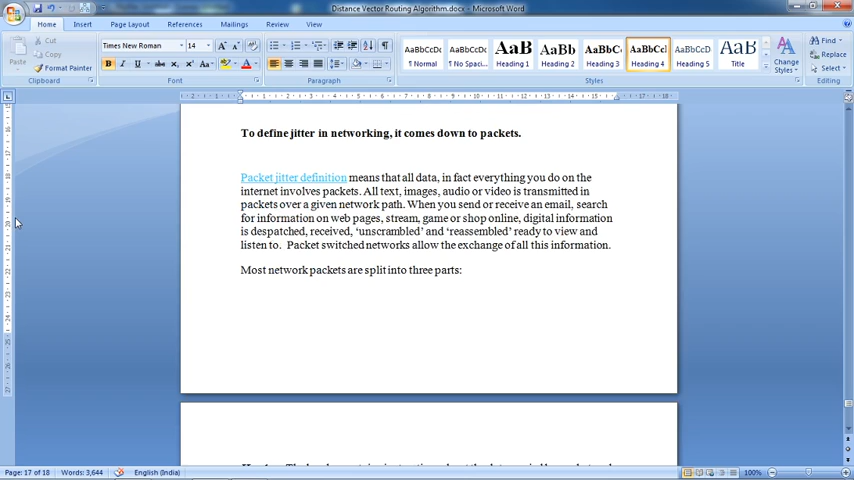 Distance Vector Routing Algorithm.docx - Microsoft Word
Home Insert Page Layout References Mailings Review View
Cut
Copy
Paste
Format Painter
Times New Roman 14
AaBbCcDc AaBbCcDc AaBb AaBb AaBbCc AaBbCcl AaBbCcD AaB
¶ Normal ¶ No Spaci... Heading 1 Heading 2 Heading 3 Heading 4 Heading 5 Title
Change
Styles
Find
Replace
Select
Clipboard Font Paragraph Styles Editing
To define jitter in networking, it comes down to packets.
Packet jitter definition means that all data, in fact everything you do on the
internet involves packets. All text, images, audio or video is transmitted in
packets over a given network path. When you send or receive an email, search
for information on web pages, stream, game or shop online, digital information
is despatched, received, ‘unscrambled’ and ‘reassembled’ ready to view and
listen to.  Packet switched networks allow the exchange of all this information.
Most network packets are split into three parts:
Page: 17 of 18 Words: 3,644 English (India) 100%